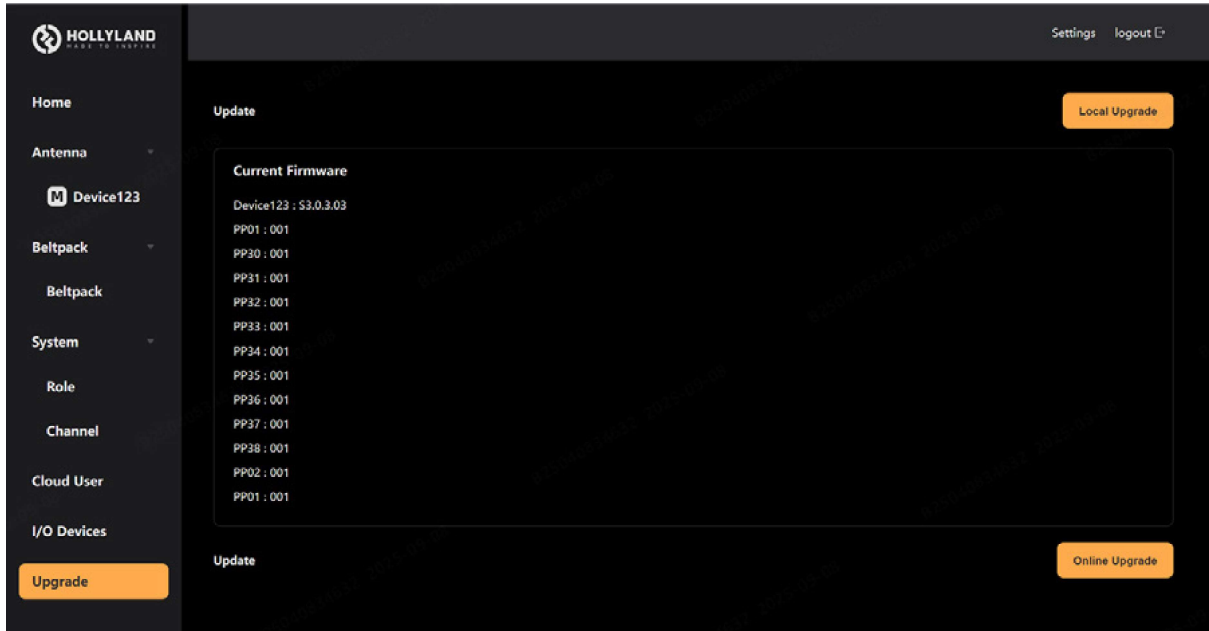 HOLLYLAND
MADE TO INSPIRE
Settings logout
Home
Antenna
M Device123
Beltpack
Beltpack
System
Role
Channel
Cloud User
I/O Devices
Upgrade
Update
Local Upgrade
Current Firmware
Device123 : S3.0.3.03
PP01 : 001
PP30 : 001
PP31 : 001
PP32 : 001
PP33 : 001
PP34 : 001
PP35 : 001
PP36 : 001
PP37 : 001
PP38 : 001
PP02 : 001
PP01 : 001
Update
Online Upgrade